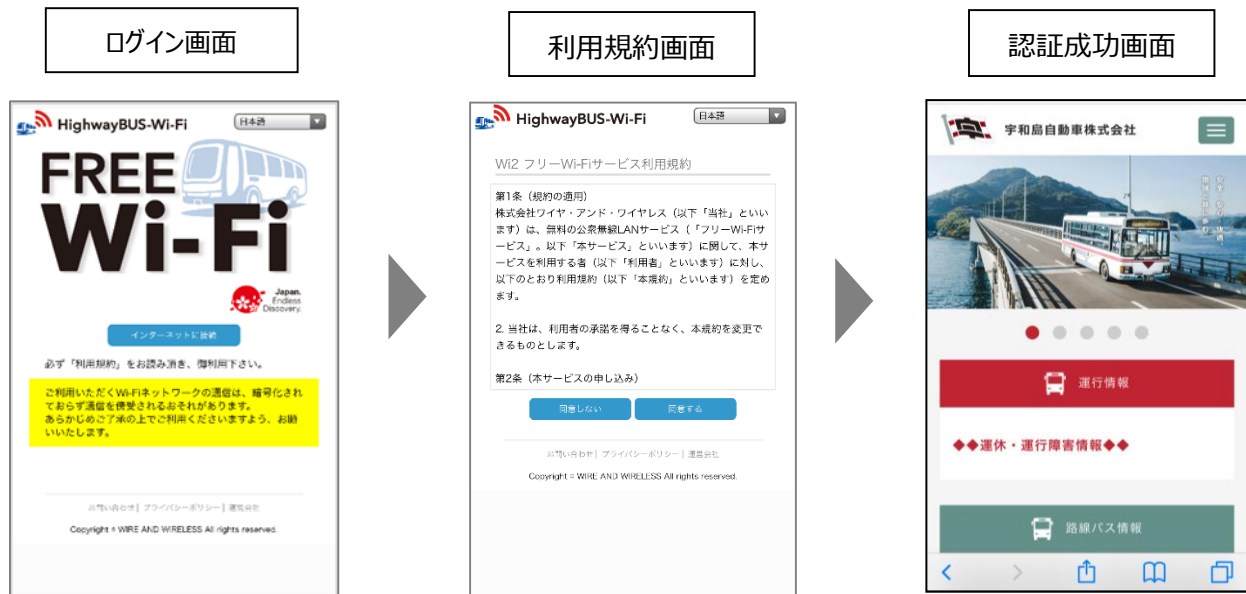 ログイン画面
利用規約画面
認証成功画面
HighwayBUS-Wi-Fi
日本語
FREE
Wi-Fi
Japan.
Endless
Discovery.
インターネットに接続
必ず「利用規約」をお読み頂き、御利用下さい。
ご利用いただくWi-Fiネットワークの通信は、暗号化され
ておらず通信を傍受されるおそれがあります。
あらかじめご了承の上でご利用くださいますよう、お願
いいたします。
お問い合わせ| プライバシーポリシー| 運営会社
Copyright © WIRE AND WIRELESS All rights reserved.
HighwayBUS-Wi-Fi
日本語
Wi2 フリーWi-Fiサービス利用規約
第1条（規約の適用）
株式会社ワイヤ・アンド・ワイヤレス（以下「当社」といい
ます）は、無料の公衆無線LANサービス（「フリーWi-Fiサ
ービス」。以下「本サービス」といいます）に関して、本サ
ービスを利用する者（以下「利用者」といいます）に対し、
以下のとおり利用規約（以下「本規約」といいます）を定め
ます。
2. 当社は、利用者の承諾を得ることなく、本規約を変更で
きるものとします。
第2条（本サービスの申し込み）
同意しない
同意する
お問い合わせ| プライバシーポリシー| 運営会社
Copyright © WIRE AND WIRELESS All rights reserved.
宇和島自動車株式会社
運行情報
◆◆運休・運行障害情報◆◆
路線バス情報